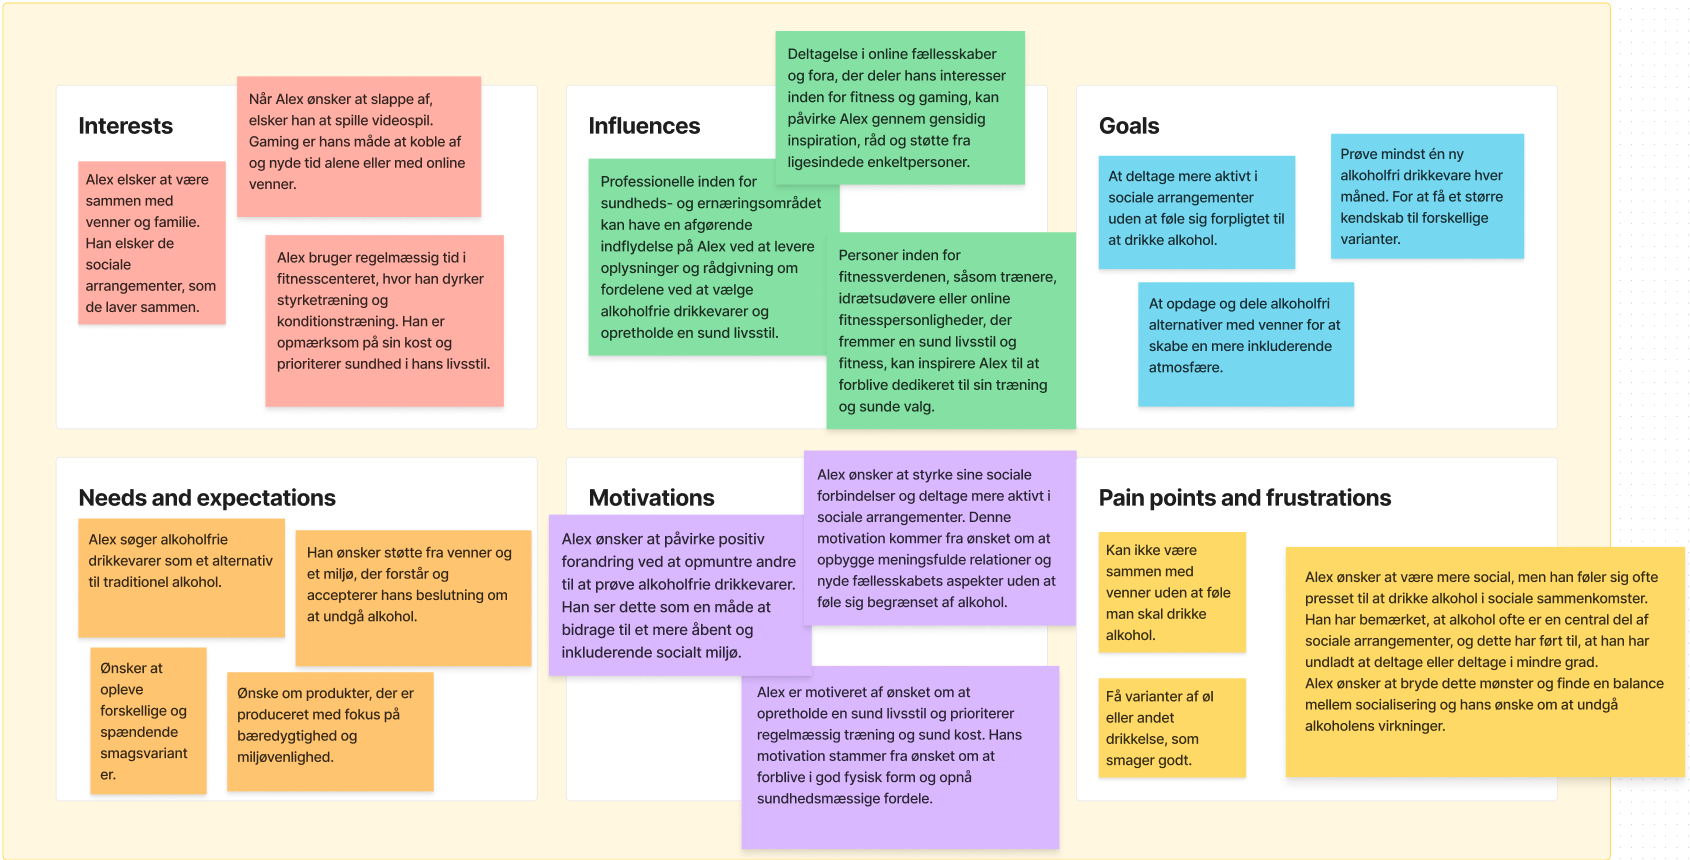 Interests
Når Alex ønsker at slappe af,
elsker han at spille videospil.
Gaming er hans måde at koble af
og nyde tid alene eller med online
venner.
Alex elsker at være
sammen med
venner og familie.
Han elsker de
sociale
arrangementer, som
de laver sammen.
Alex bruger regelmæssig tid i
fitnesscenteret, hvor han dyrker
styrketræning og
konditionstræning. Han er
opmærksom på sin kost og
prioriterer sundhed i hans livsstil.
Influences
Deltagelse i online fællesskaber
og fora, der deler hans interesser
inden for fitness og gaming, kan
påvirke Alex gennem gensidig
inspiration, råd og støtte fra
ligesindede enkeltpersoner.
Professionelle inden for
sundheds- og ernæringsområdet
kan have en afgørende
indflydelse på Alex ved at levere
oplysninger og rådgivning om
fordelene ved at vælge
alkoholfrie drikkevarer og
opretholde en sund livsstil.
Personer inden for
fitnessverdenen, såsom trænere,
idrætsudøvere eller online
fitnesspersonligheder, der
fremmer en sund livsstil og
fitness, kan inspirere Alex til at
forblive dedikeret til sin træning
og sunde valg.
Goals
At deltage mere aktivt i
sociale arrangementer
uden at føle sig forpligtet til
at drikke alkohol.
Prøve mindst én ny
alkoholfri drikkevare hver
måned. For at få et større
kendskab til forskellige
varianter.
At opdage og dele alkoholfri
alternativer med venner for at
skabe en mere inkluderende
atmosfære.
Needs and expectations
Alex søger alkoholfrie
drikkevarer som et alternativ
til traditionel alkohol.
Han ønsker støtte fra venner og
et miljø, der forstår og
accepterer hans beslutning om
at undgå alkohol.
Ønsker at
opleve
forskellige og
spændende
smagsvariant
er.
Ønske om produkter, der er
produceret med fokus på
bæredygtighed og
miljøvenlighed.
Motivations
Alex ønsker at styrke sine sociale
forbindelser og deltage mere aktivt i
sociale arrangementer. Denne
motivation kommer fra ønsket om at
opbygge meningsfulde relationer og
nyde fællesskabets aspekter uden at
føle sig begrænset af alkohol.
Alex ønsker at påvirke positiv
forandring ved at opmuntre andre
til at prøve alkoholfrie drikkevarer.
Han ser dette som en måde at
bidrage til et mere åbent og
inkluderende socialt miljø.
Alex er motiveret af ønsket om at
opretholde en sund livsstil og prioriterer
regelmæssig træning og sund kost. Hans
motivation stammer fra ønsket om at
forblive i god fysisk form og opnå
sundhedsmæssige fordele.
Pain points and frustrations
Kan ikke være
sammen med
venner uden at føle
man skal drikke
alkohol.
Få varianter af øl
eller andet
drikkelse, som
smager godt.
Alex ønsker at være mere social, men han føler sig ofte
presset til at drikke alkohol i sociale sammenkomster.
Han har bemærket, at alkohol ofte er en central del af
sociale arrangementer, og dette har ført til, at han har
undladt at deltage eller deltage i mindre grad.
Alex ønsker at bryde dette mønster og finde en balance
mellem socialisering og hans ønske om at undgå
alkoholens virkninger.